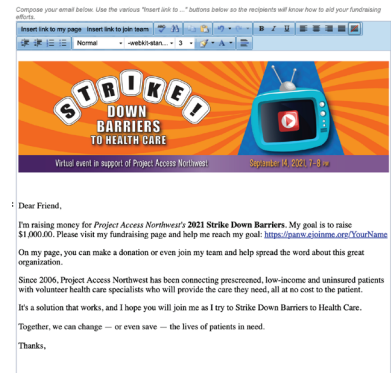 Compose your email below. Use the various "Insert link to ..." buttons below so the recipients will know how to aid your fundraising
efforts.
Insert link to my page Insert link to join team
B I U
Normal -webkit-stan... 3 A
STRIKE!
DOWN
BARRIERS
TO HEALTH CARE
Virtual event in support of Project Access Northwest September 14, 2021, 7-8 PM
Dear Friend,
I'm raising money for Project Access Northwest's 2021 Strike Down Barriers. My goal is to raise
$1,000.00. Please visit my fundraising page and help me reach my goal: https://panw.ejoinme.org/YourName
On my page, you can make a donation or even join my team and help spread the word about this great
organization.
Since 2006, Project Access Northwest has been connecting prescreened, low-income and uninsured patients
with volunteer health care specialists who will provide the care they need, all at no cost to the patient.
It's a solution that works, and I hope you will join me as I try to Strike Down Barriers to Health Care.
Together, we can change — or even save — the lives of patients in need.
Thanks,